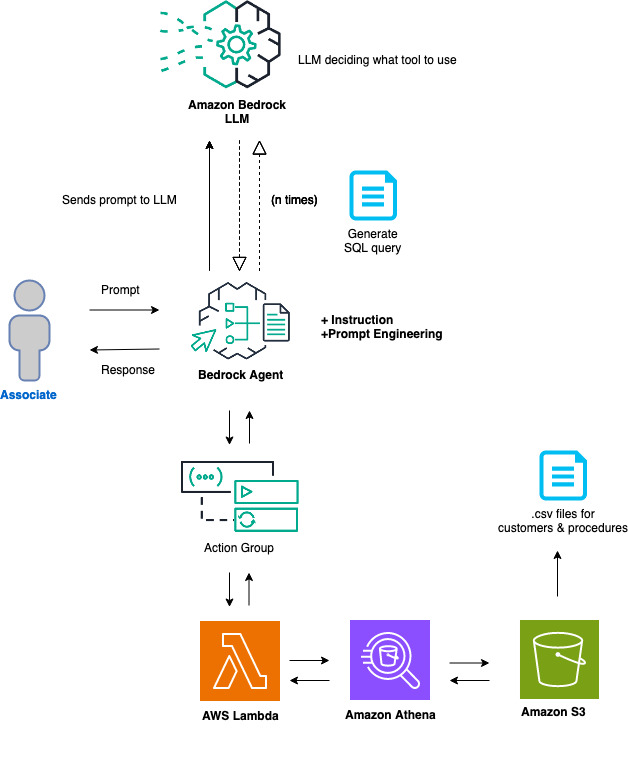 LLM deciding what tool to use
Amazon Bedrock
LLM
Sends prompt to LLM
(n times)
Generate
SQL query
Prompt
+ Instruction
+Prompt Engineering
Response
Bedrock Agent
Associate
(...)
.csv files for
customers & procedures
Action Group
AWS Lambda
Amazon Athena
Amazon S3